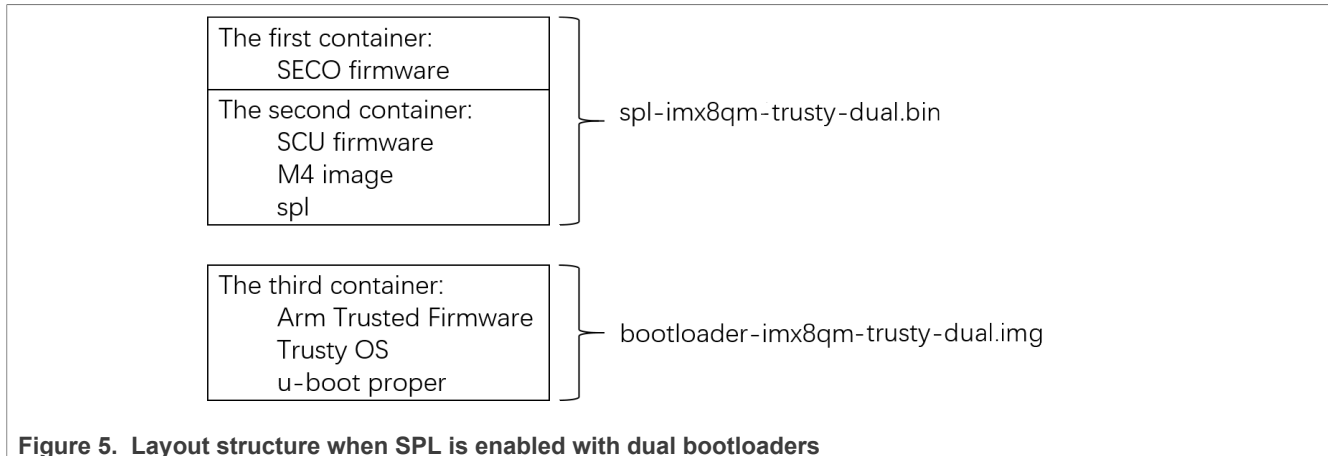 The first container:
SECO firmware
The second container:
SCU firmware
M4 image
spl
spl-imx8qm-trusty-dual.bin
The third container:
Arm Trusted Firmware
Trusty OS
u-boot proper
bootloader-imx8qm-trusty-dual.img
Figure 5. Layout structure when SPL is enabled with dual bootloaders